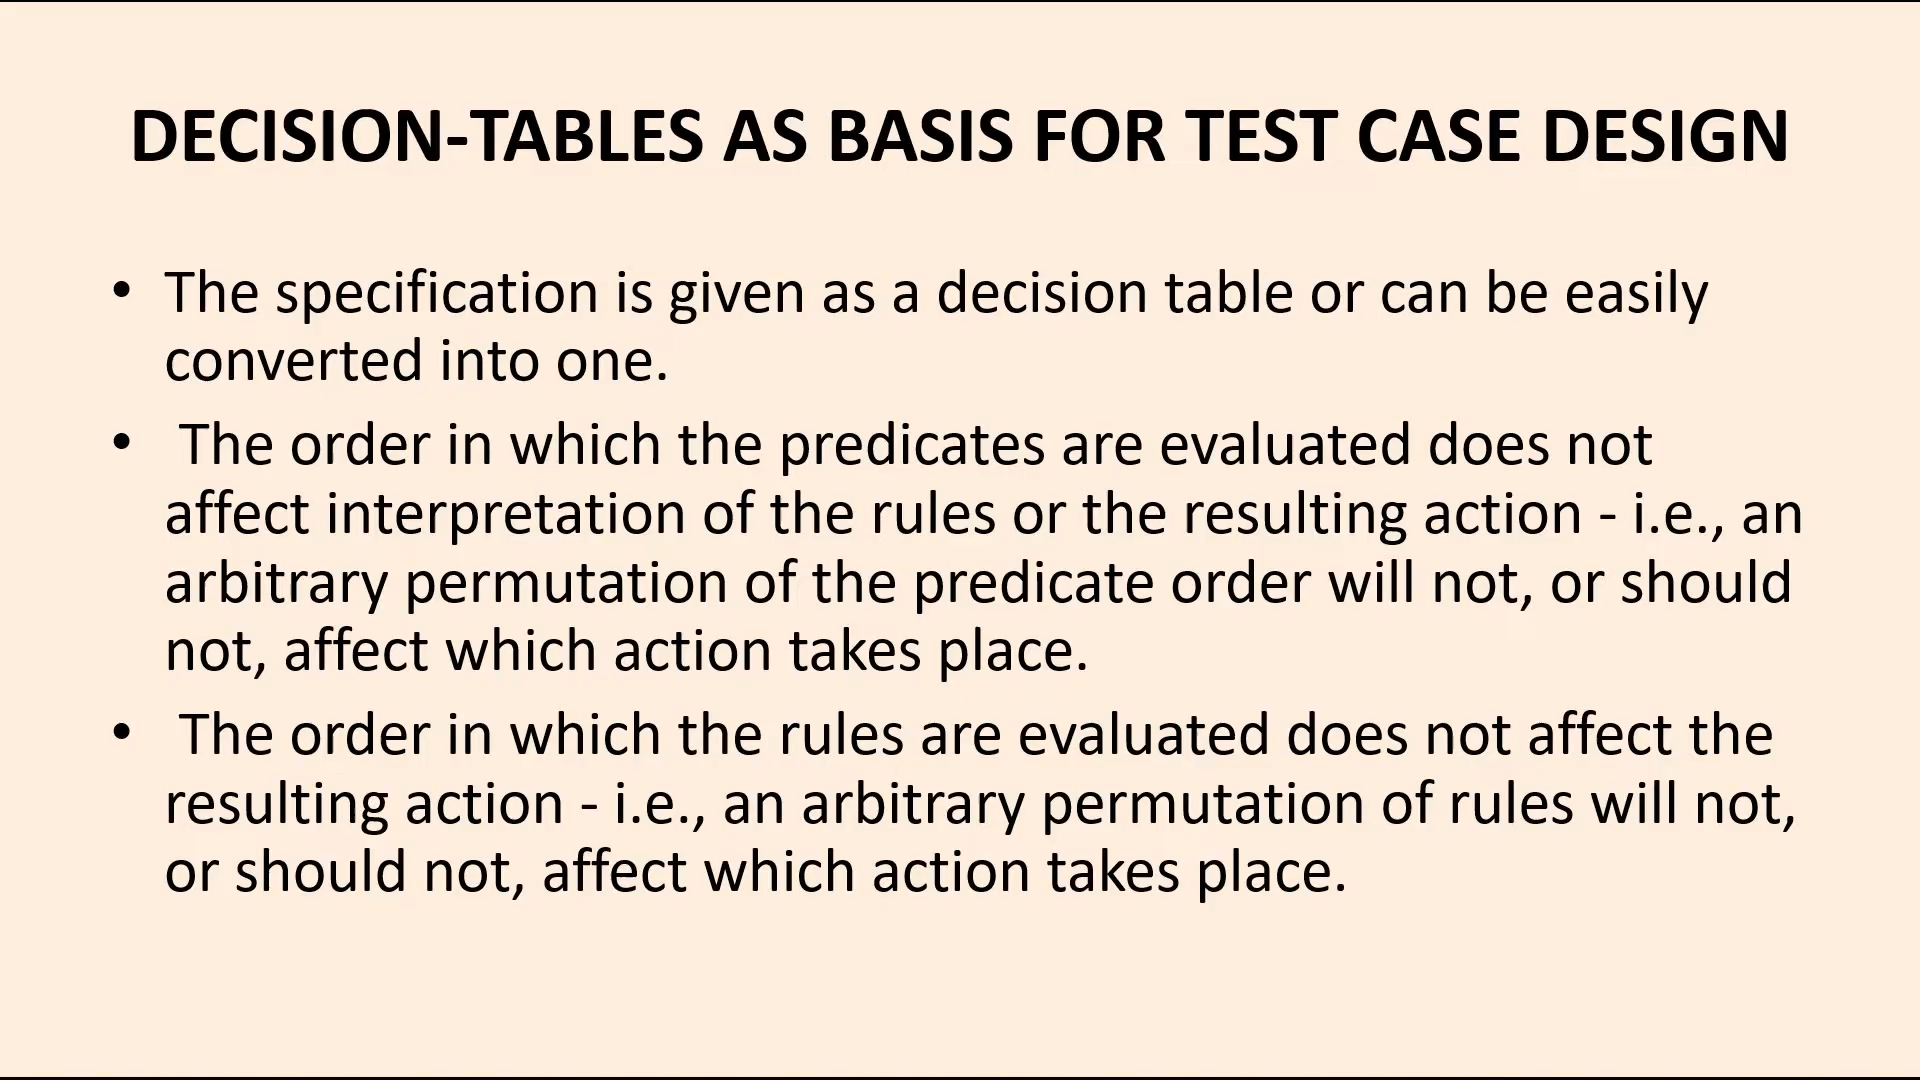 DECISION-TABLES AS BASIS FOR TEST CASE DESIGN
• The specification is given as a decision table or can be easily
converted into one.
• The order in which the predicates are evaluated does not
affect interpretation of the rules or the resulting action - i.e., an
arbitrary permutation of the predicate order will not, or should
not, affect which action takes place.
• The order in which the rules are evaluated does not affect the
resulting action - i.e., an arbitrary permutation of rules will not,
or should not, affect which action takes place.